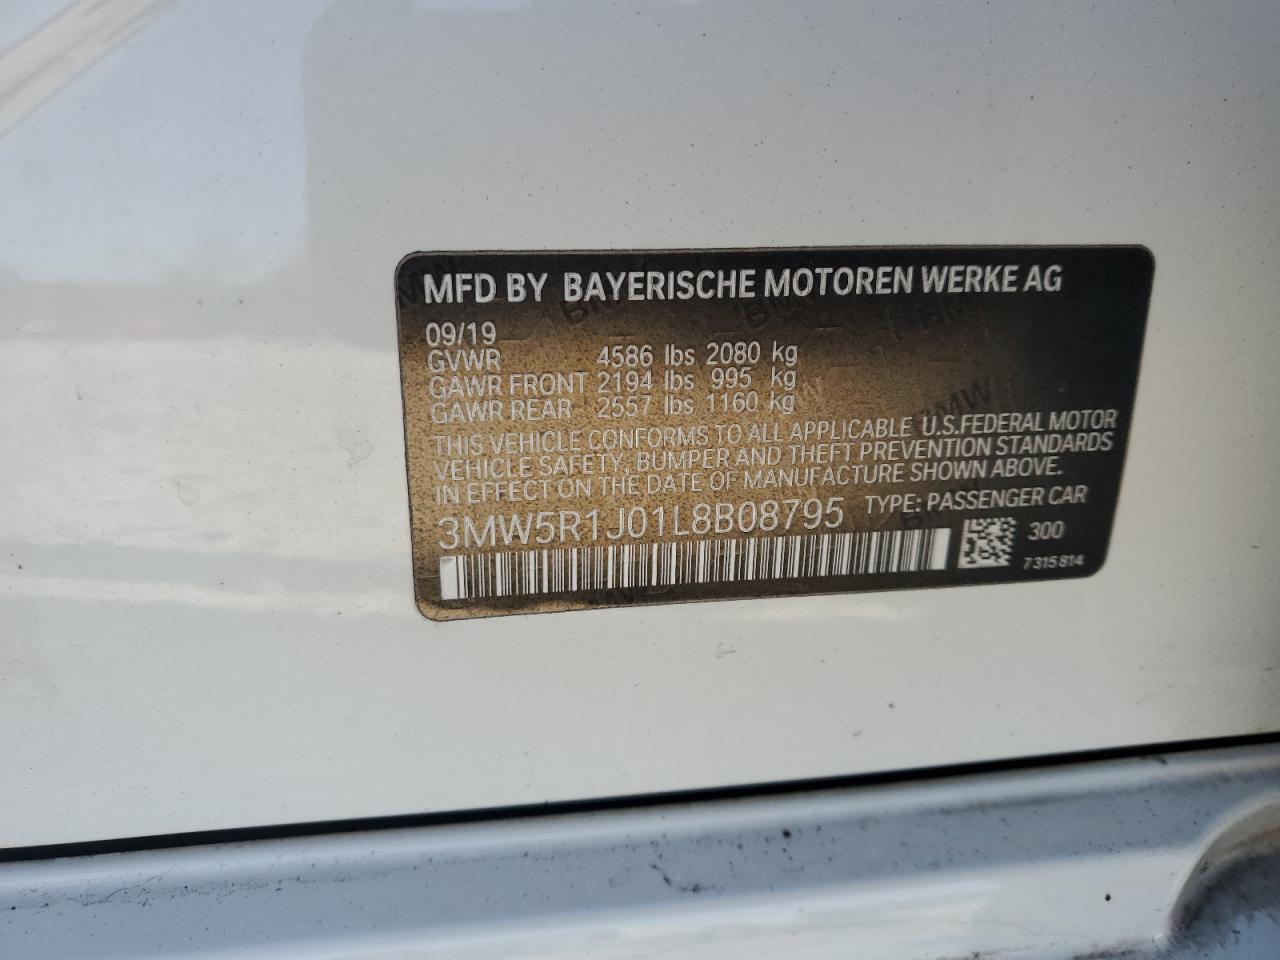 MFD BY BAYERISCHE MOTOREN WERKE AG
09/19
GVWR 4586 lbs 2080 kg
GAWR FRONT 2194 lbs 995 kg
GAWR REAR 2557 lbs 1160 kg
THIS VEHICLE CONFORMS TO ALL APPLICABLE U.S.FEDERAL MOTOR
VEHICLE SAFETY, BUMPER AND THEFT PREVENTION STANDARDS
IN EFFECT ON THE DATE OF MANUFACTURE SHOWN ABOVE.
3MW5R1J01L8B08795 TYPE: PASSENGER CAR
300
7 315 814